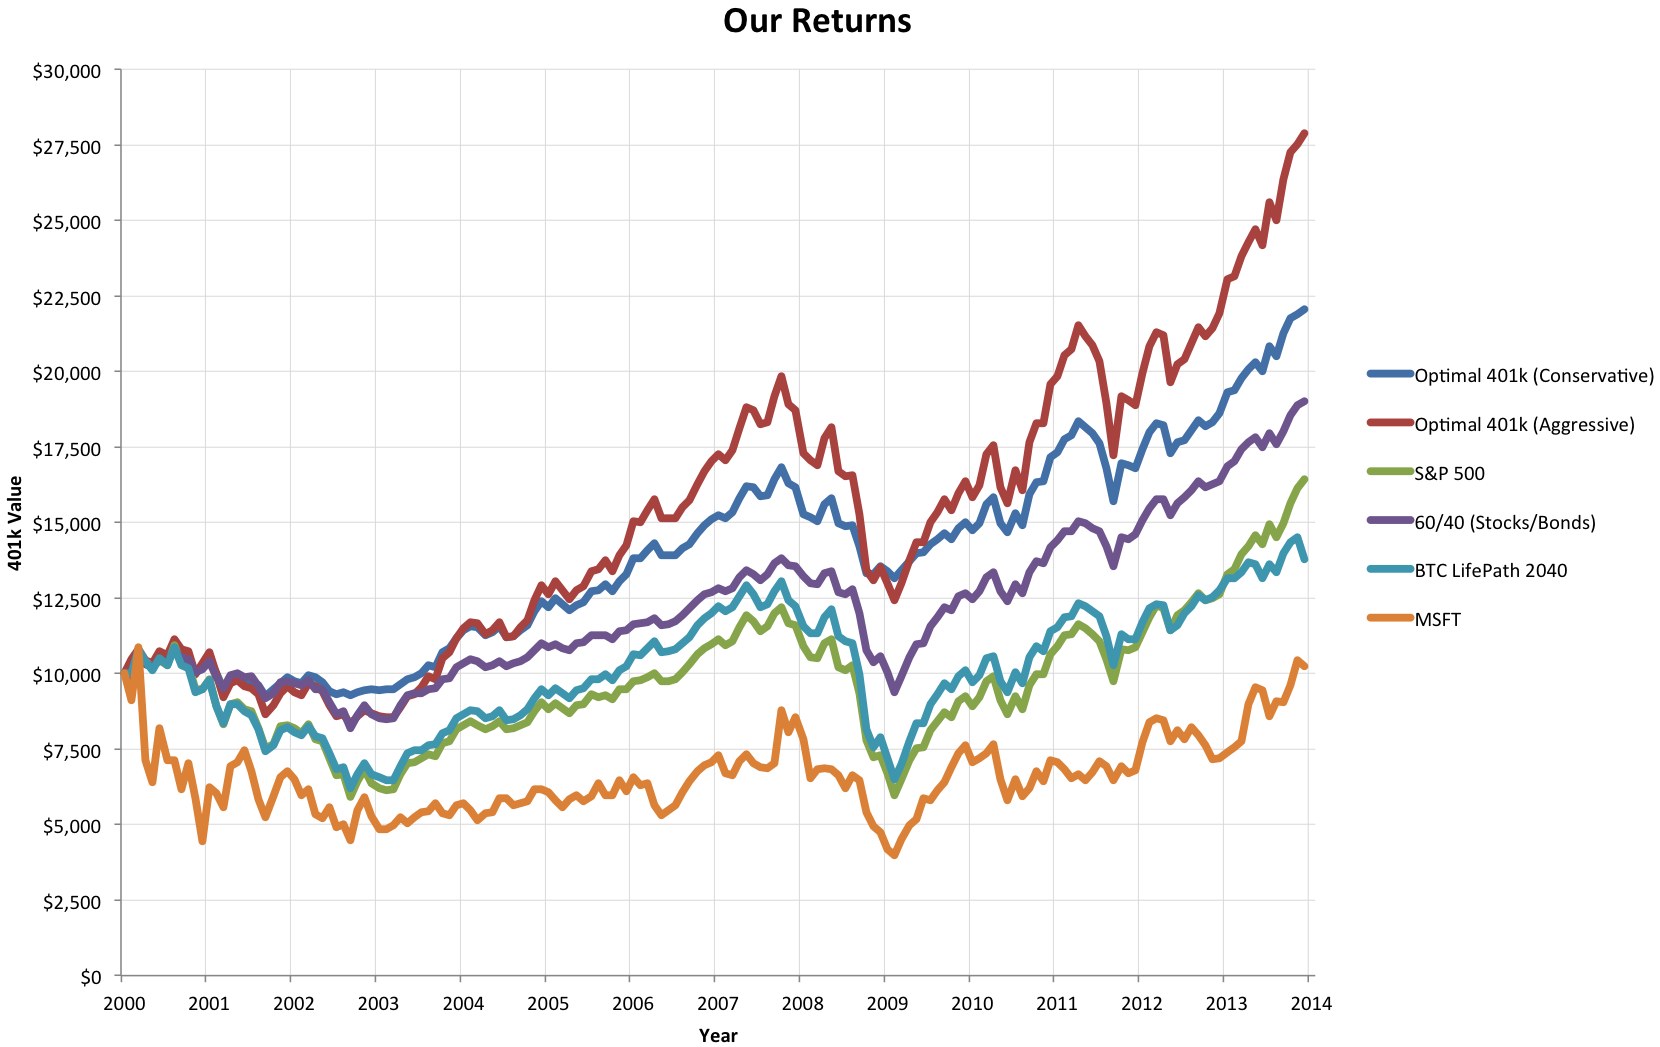 Our Returns
$30,000
$27,500
$25,000
$22,500
$20,000
$17,500
$15,000
$12,500
$10,000
$7,500
$5,000
$2,500
$0
401k Value
2000 2001 2002 2003 2004 2005 2006 2007 2008 2009 2010 2011 2012 2013 2014
Year
Optimal 401k (Conservative)
Optimal 401k (Aggressive)
S&P 500
60/40 (Stocks/Bonds)
BTC LifePath 2040
MSFT